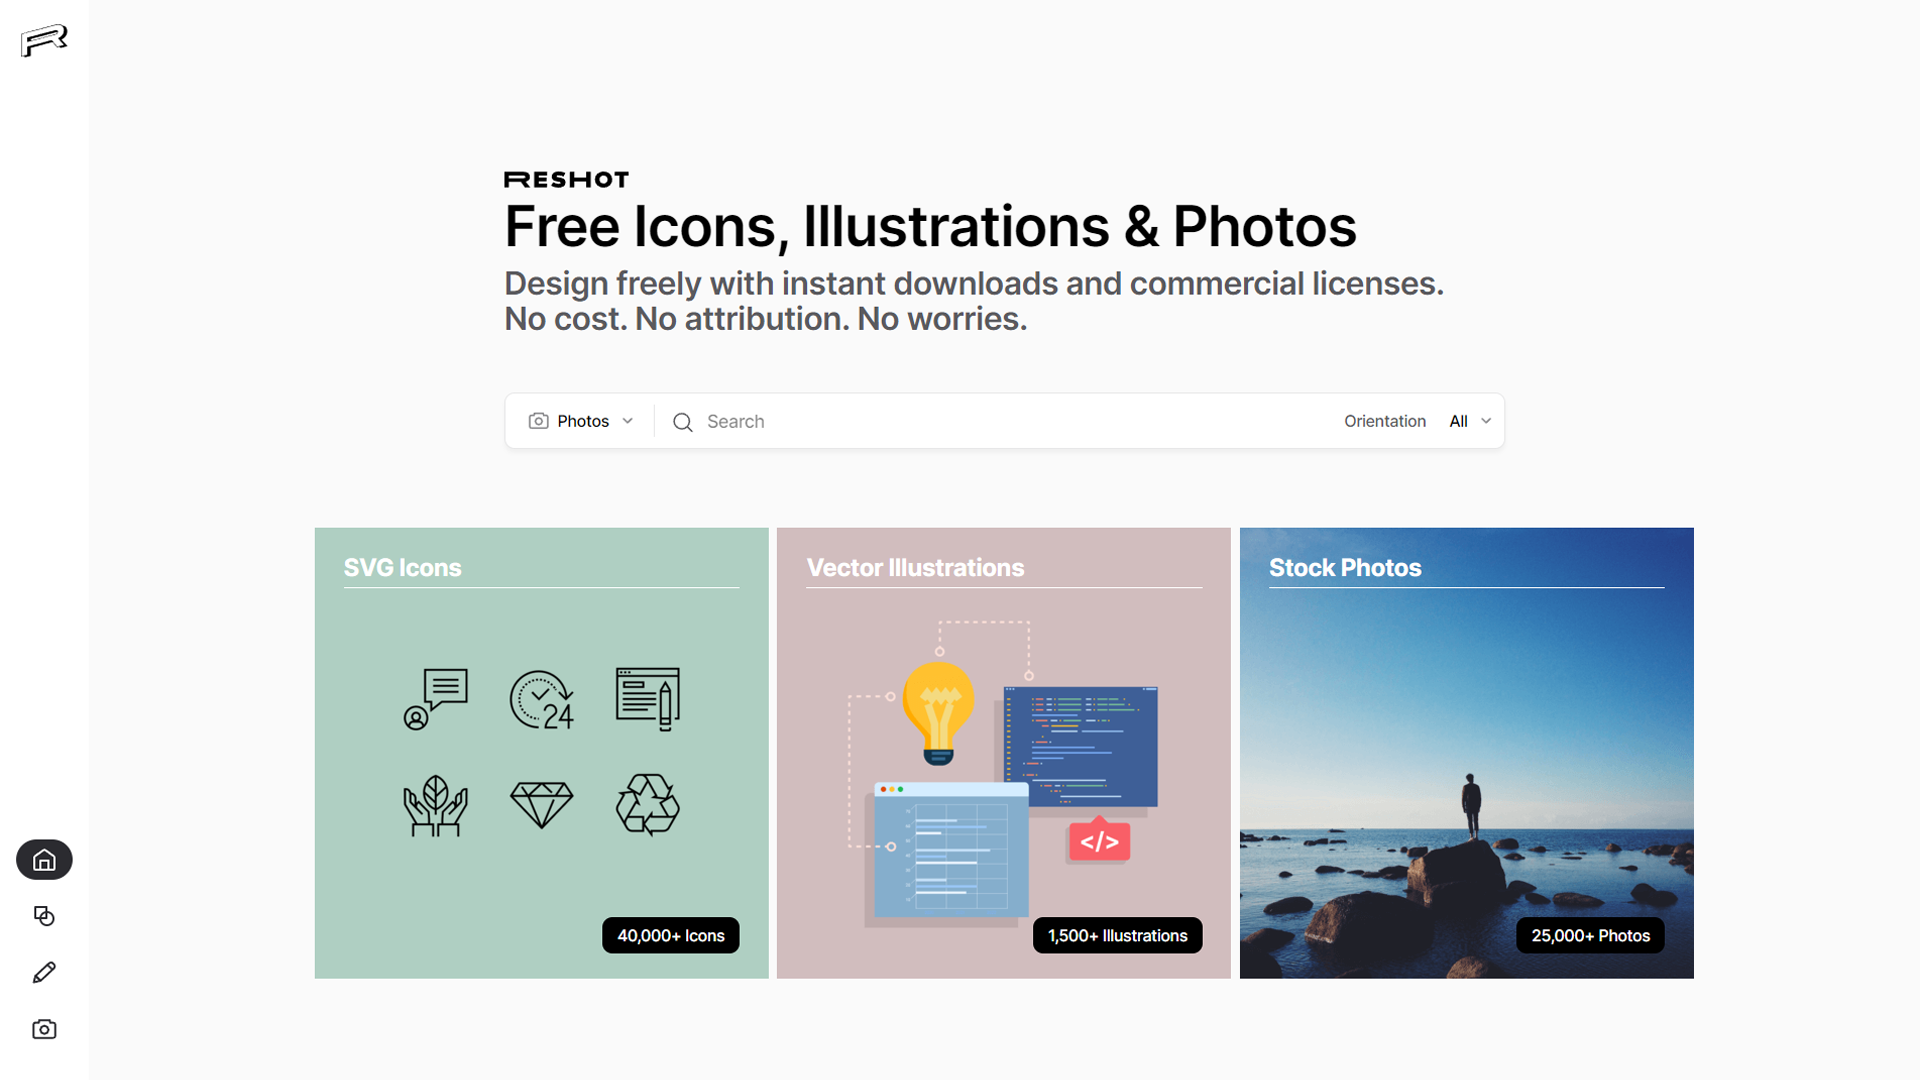 RESHOT
Free Icons, Illustrations & Photos
Design freely with instant downloads and commercial licenses.
No cost. No attribution. No worries.
Photos
Search
Orientation
All
SVG Icons
24
40,000+ Icons
Vector Illustrations
</>
1,500+ Illustrations
Stock Photos
25,000+ Photos